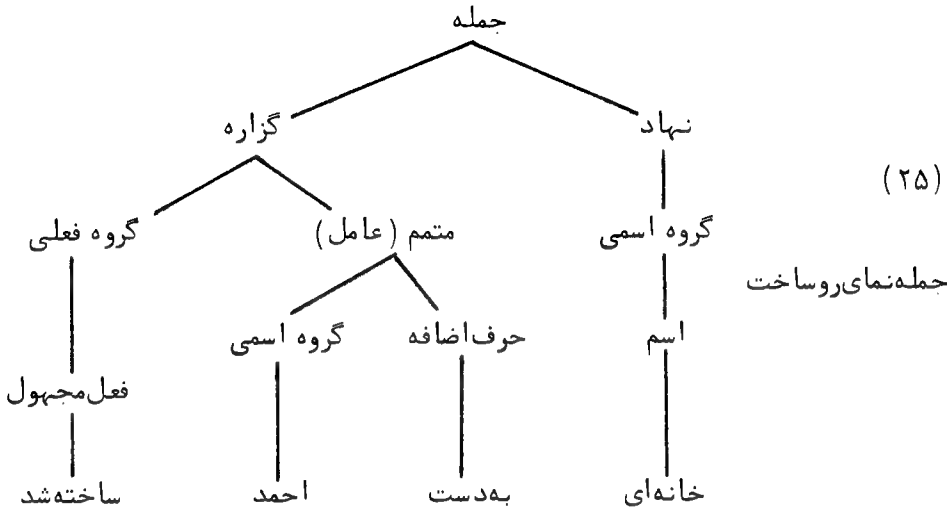 جمله
نهاد گزاره
(۲۵)
گروه اسمی متمم (عامل) گروه فعلی
جمله‌نمای روساخت
اسم حرف‌اضافه گروه اسمی
فعل‌مجهول
خانه‌ای به‌دست احمد ساخته‌شد